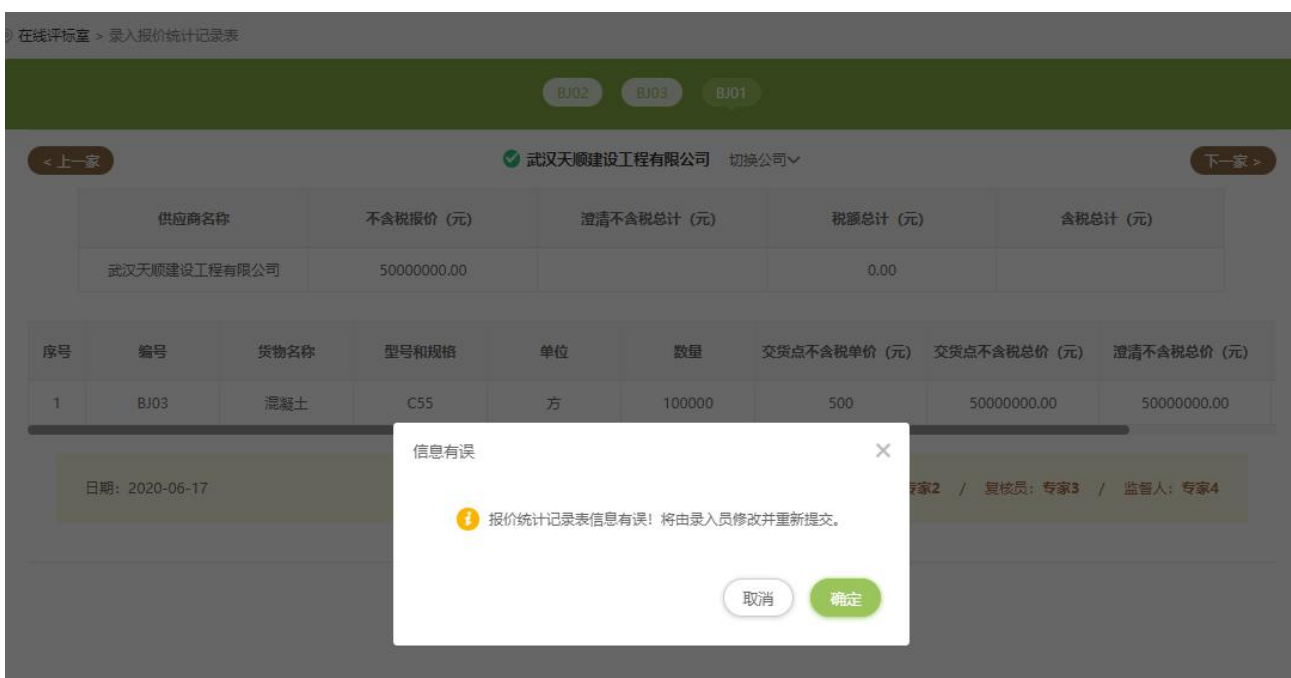 在线评标室 > 录入报价统计记录表
BJ02 BJ03 BJ01
< 上一家 武汉天顺建设工程有限公司 切换公司 下一家 >
供应商名称 不含税报价（元） 澄清不含税总计（元） 税额总计（元） 含税总计（元）
武汉天顺建设工程有限公司 50000000.00 0.00
序号 编号 货物名称 型号和规格 单位 数量 交货点不含税单价（元） 交货点不含税总价（元） 澄清不含税总价（元）
1 BJ03 混凝土 C55 方 100000 500 50000000.00 50000000.00
信息有误
日期：2020-06-17 专家2 / 复核员：专家3 / 监督人：专家4
报价统计记录表信息有误！将由录入员修改并重新提交。
取消 确定